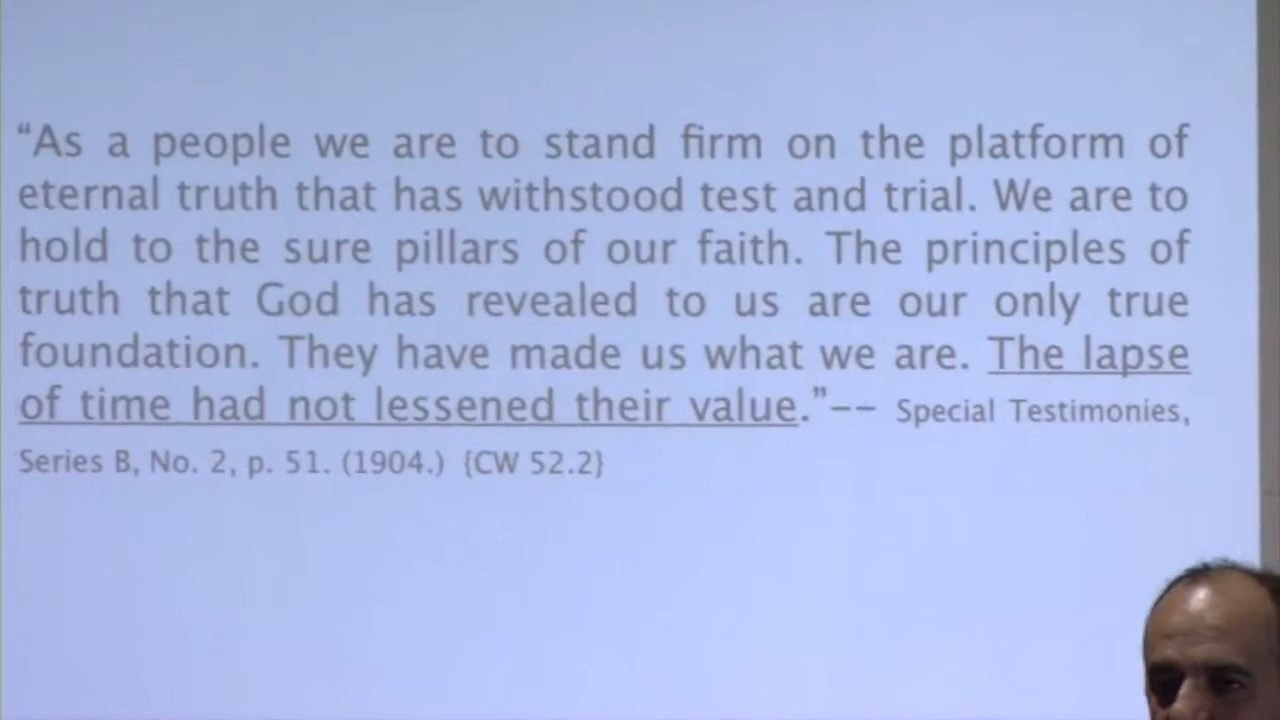 “As a people we are to stand firm on the platform of
eternal truth that has withstood test and trial. We are to
hold to the sure pillars of our faith. The principles of
truth that God has revealed to us are our only true
foundation. They have made us what we are. The lapse
of time had not lessened their value.”-- Special Testimonies,
Series B, No. 2, p. 51. (1904.) {CW 52.2}